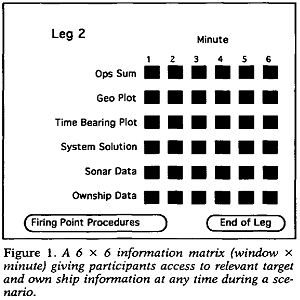 Leg 2
Minute
1 2 3 4 5 6
Ops Sum
Geo Plot
Time Bearing Plot
System Solution
Sonar Data
Ownship Data
Firing Point Procedures End of Leg
Figure 1. A 6 × 6 information matrix (window ×
minute) giving participants access to relevant target
and own ship information at any time during a sce-
nario.